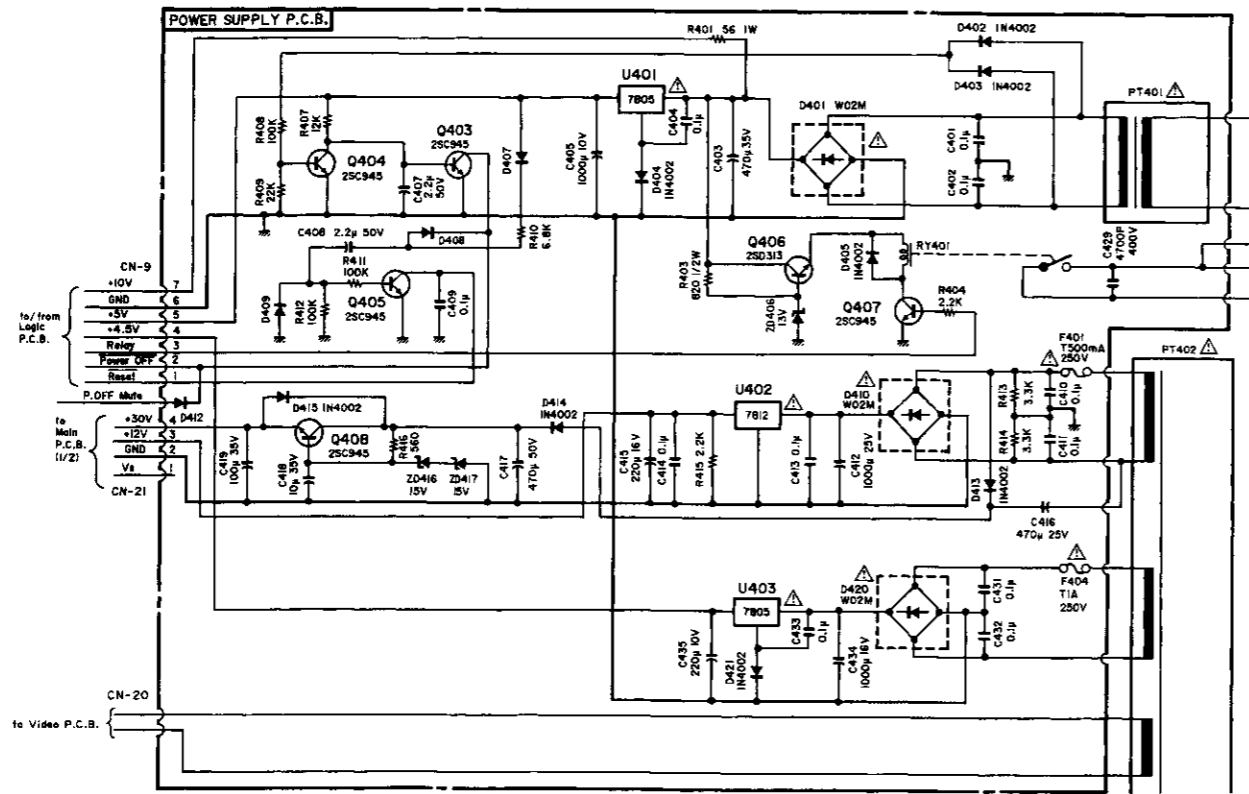 POWER SUPPLY P.C.B.
R401 56 1W
D402 1N4002
D403 1N4002
U401
7805
C404
0.1μ
D401 W02M
PT401
R408
100K
R407
12K
Q404
2SC945
Q403
2SC945
C407
2.2μ
50V
D407
C405
1000μ 10V
D404
1N4002
C403
470μ 35V
C401
0.1μ
C402
0.1μ
R409
22K
C408 2.2μ 50V
D408
R410
6.8K
R411
100K
Q405
2SC945
C409
0.1μ
D409
R412
100K
Q406
2SD313
R403
820 1/2W
ZD406
13V
D405
1N4002
RY401
Q407
2SC945
R404
2.2K
C429
4700P
400V
CN-9
+10V 7
GND 6
+5V 5
+4.5V 4
Relay 3
Power OFF 2
Reset 1
to/from
Logic
P.C.B.
P.OFF Mute
D412
to
Main
P.C.B.
(1/2)
+30V 4
+12V 3
GND 2
Vs 1
CN-21
D415 1N4002
Q408
2SC945
R416
560
C419
100μ 35V
C418
10μ 35V
ZD416
15V
ZD417
15V
C417
470μ 50V
D414
1N4002
C415
220μ 16V
C414 0.1μ
R415 2.2K
U402
7812
C413 0.1μ
C412
1000μ 25V
D410
W02M
R413
3.3K
R414
3.3K
C410
0.1μ
C411
0.1μ
F401
T500mA
250V
PT402
D413
1N4002
C416
470μ 25V
U403
7805
C433
0.1μ
C435
220μ 10V
D421
1N4002
C434
1000μ 16V
D420
W02M
C431
0.1μ
C432
0.1μ
F404
T1A
250V
CN-20
to Video P.C.B.